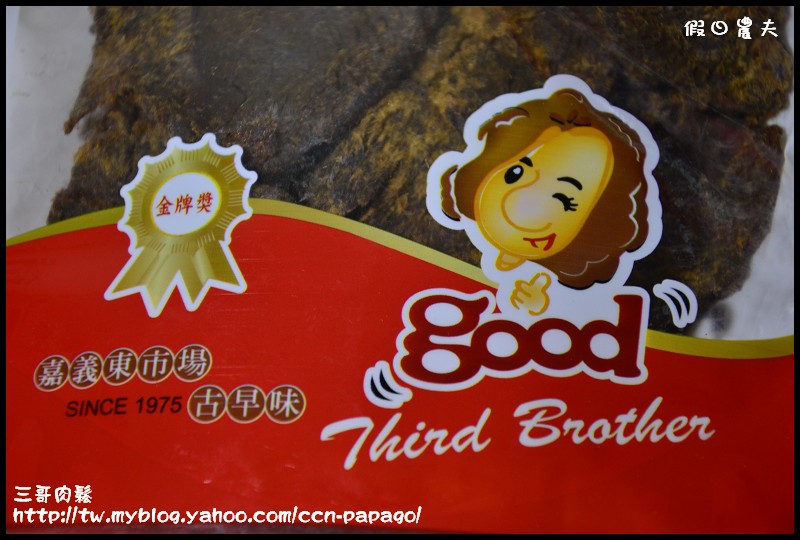 假日農夫
金牌獎
good
嘉義東市場
SINCE 1975 古早味
Third Brother
三哥肉鬆
http://tw.myblog.yahoo.com/ccn-papago/